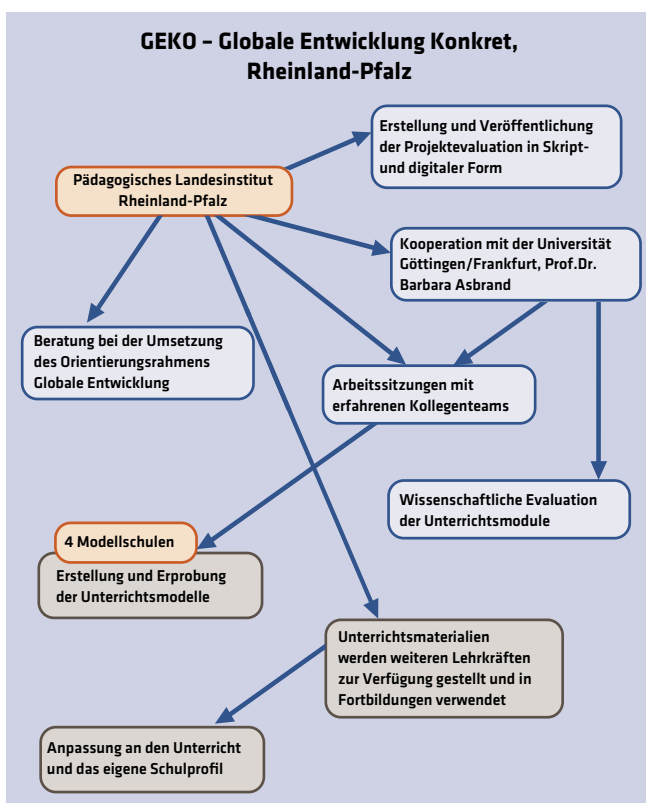 GEKO – Globale Entwicklung Konkret,
Rheinland-Pfalz
Erstellung und Veröffentlichung
der Projektevaluation in Skript-
und digitaler Form
Pädagogisches Landesinstitut
Rheinland-Pfalz
Kooperation mit der Universität
Göttingen/Frankfurt, Prof.Dr.
Barbara Asbrand
Beratung bei der Umsetzung
des Orientierungsrahmens
Globale Entwicklung
Arbeitssitzungen mit
erfahrenen Kollegenteams
Wissenschaftliche Evaluation
der Unterrichtsmodule
4 Modellschulen
Erstellung und Erprobung
der Unterrichtsmodelle
Unterrichtsmaterialien
werden weiteren Lehrkräften
zur Verfügung gestellt und in
Fortbildungen verwendet
Anpassung an den Unterricht
und das eigene Schulprofil